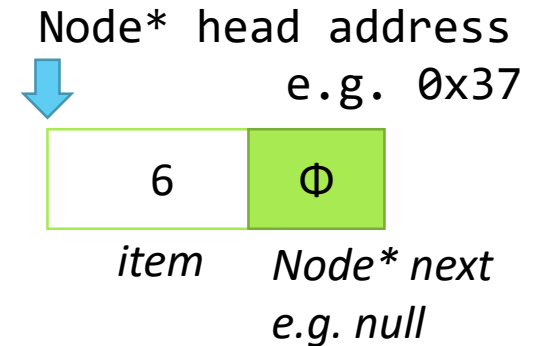 Node* head address
e.g. 0x37
6 Φ
item Node* next
e.g. null